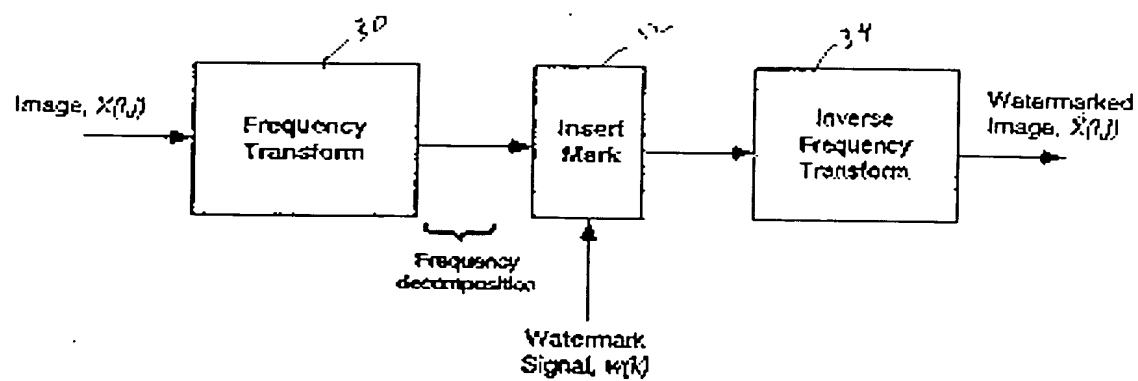 30
34
Image, X(i,j)
Frequency
Transform
Insert
Mark
Inverse
Frequency
Transform
Watermarked
Image, X̂(i,j)
Frequency
decomposition
Watermark
Signal, w(k)